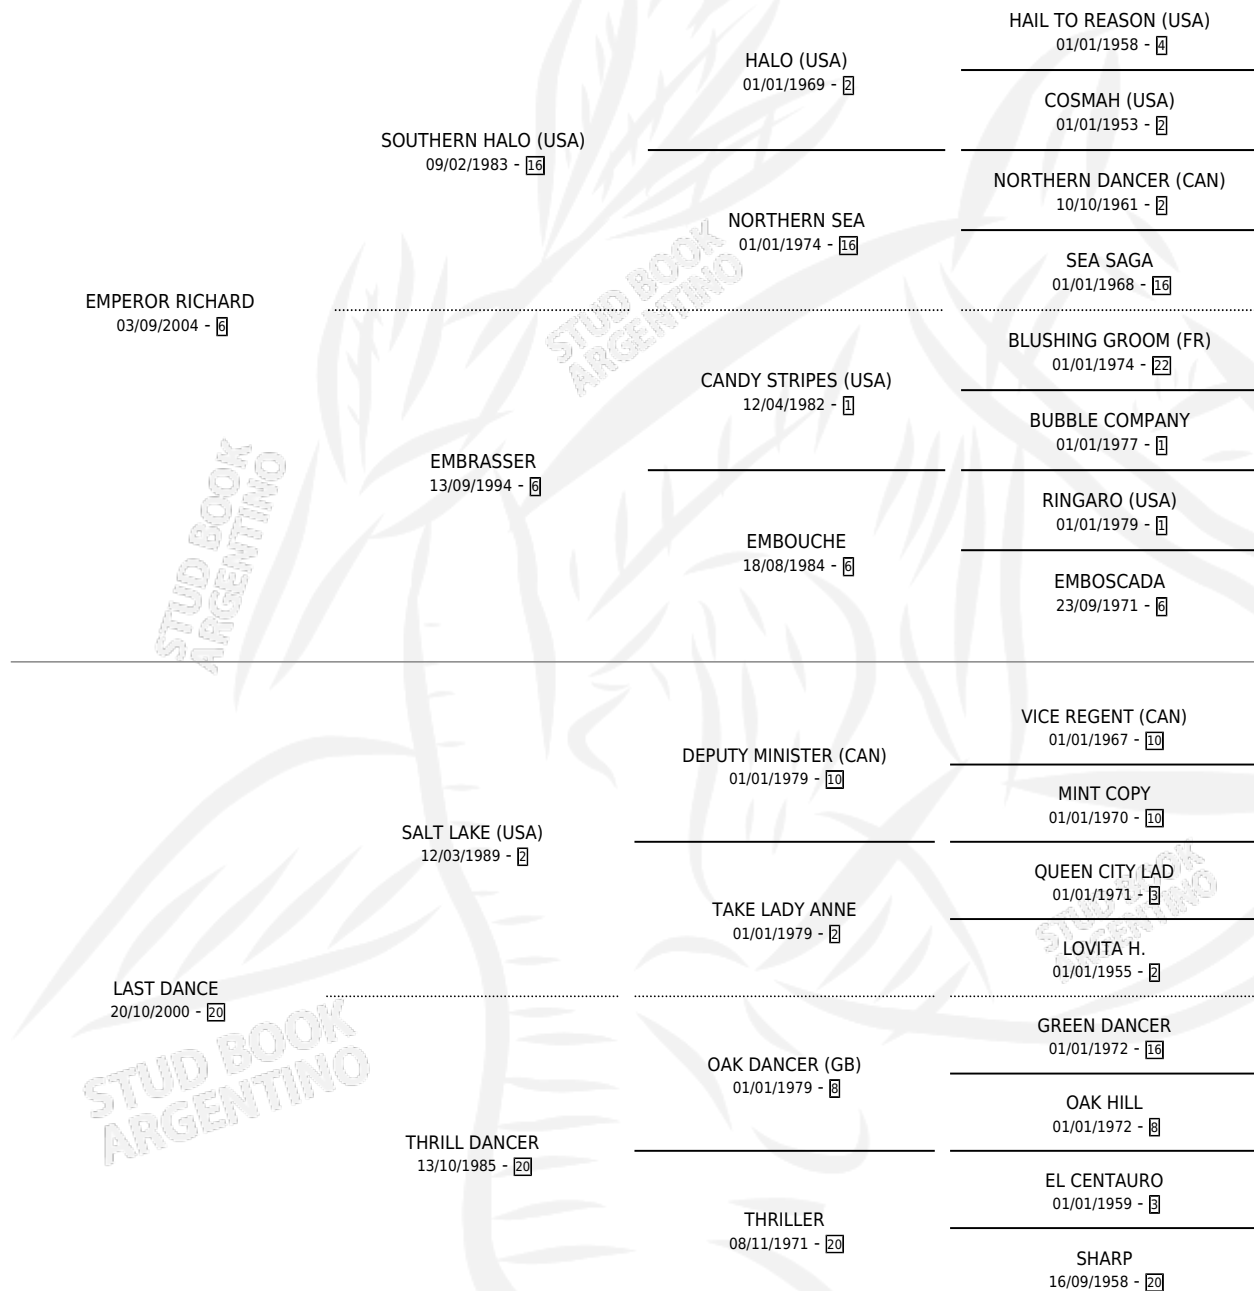 HAIL TO REASON (USA)
01/01/1958 - 4
HALO (USA)
01/01/1969 - 2
COSMAH (USA)
01/01/1953 - 2
SOUTHERN HALO (USA)
09/02/1983 - 16
NORTHERN DANCER (CAN)
10/10/1961 - 2
NORTHERN SEA
01/01/1974 - 16
SEA SAGA
01/01/1968 - 16
EMPEROR RICHARD
03/09/2004 - 6
STUD BOOK
ARGENTINO
BLUSHING GROOM (FR)
01/01/1974 - 22
CANDY STRIPES (USA)
12/04/1982 - 1
BUBBLE COMPANY
01/01/1977 - 1
EMBRASSER
13/09/1994 - 6
RINGARO (USA)
01/01/1979 - 1
EMBOUCHE
18/08/1984 - 6
EMBOSCADA
23/09/1971 - 6
STUD BOOK
ARGENTINO
VICE REGENT (CAN)
01/01/1967 - 10
DEPUTY MINISTER (CAN)
01/01/1979 - 10
MINT COPY
01/01/1970 - 10
SALT LAKE (USA)
12/03/1989 - 2
QUEEN CITY LAD
01/01/1971 - 3
TAKE LADY ANNE
01/01/1979 - 2
STUD BOOK
ARGENTINO
LOVITA H.
01/01/1955 - 2
LAST DANCE
20/10/2000 - 20
STUD BOOK
ARGENTINO
GREEN DANCER
01/01/1972 - 16
OAK DANCER (GB)
01/01/1979 - 8
OAK HILL
01/01/1972 - 8
THRILL DANCER
13/10/1985 - 20
EL CENTAURO
01/01/1959 - 3
THRILLER
08/11/1971 - 20
SHARP
16/09/1958 - 20